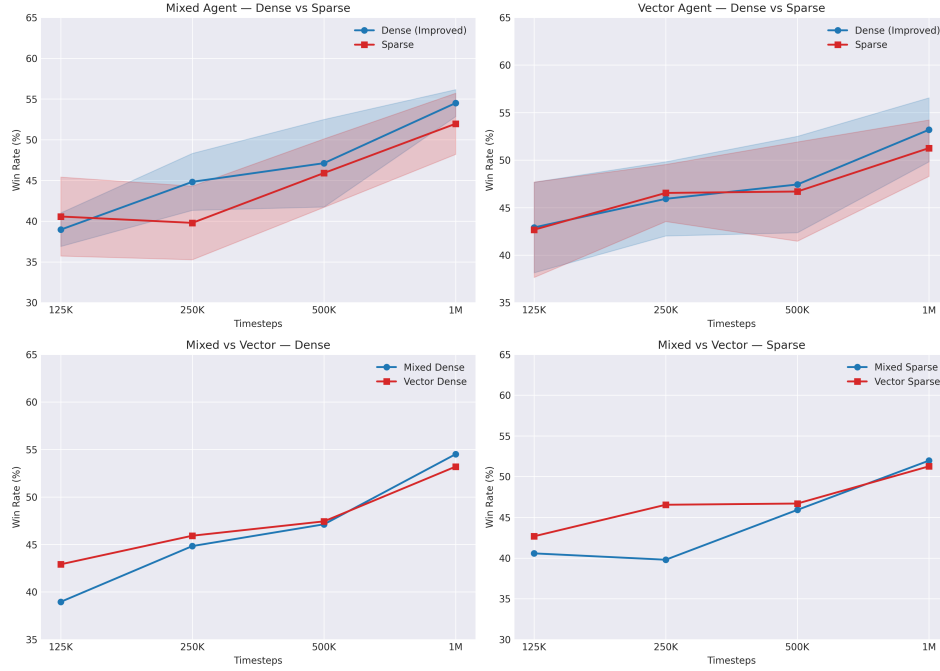 Mixed Agent — Dense vs Sparse
65
60
55
50
45
40
35
30
Win Rate (%)
Dense (Improved)
Sparse
125K
250K
500K
1M
Timesteps
Vector Agent — Dense vs Sparse
65
60
55
50
45
40
35
Win Rate (%)
Dense (Improved)
Sparse
125K
250K
500K
1M
Timesteps
Mixed vs Vector — Dense
65
60
55
50
45
40
35
Win Rate (%)
Mixed Dense
Vector Dense
125K
250K
500K
1M
Timesteps
Mixed vs Vector — Sparse
65
60
55
50
45
40
35
30
Win Rate (%)
Mixed Sparse
Vector Sparse
125K
250K
500K
1M
Timesteps